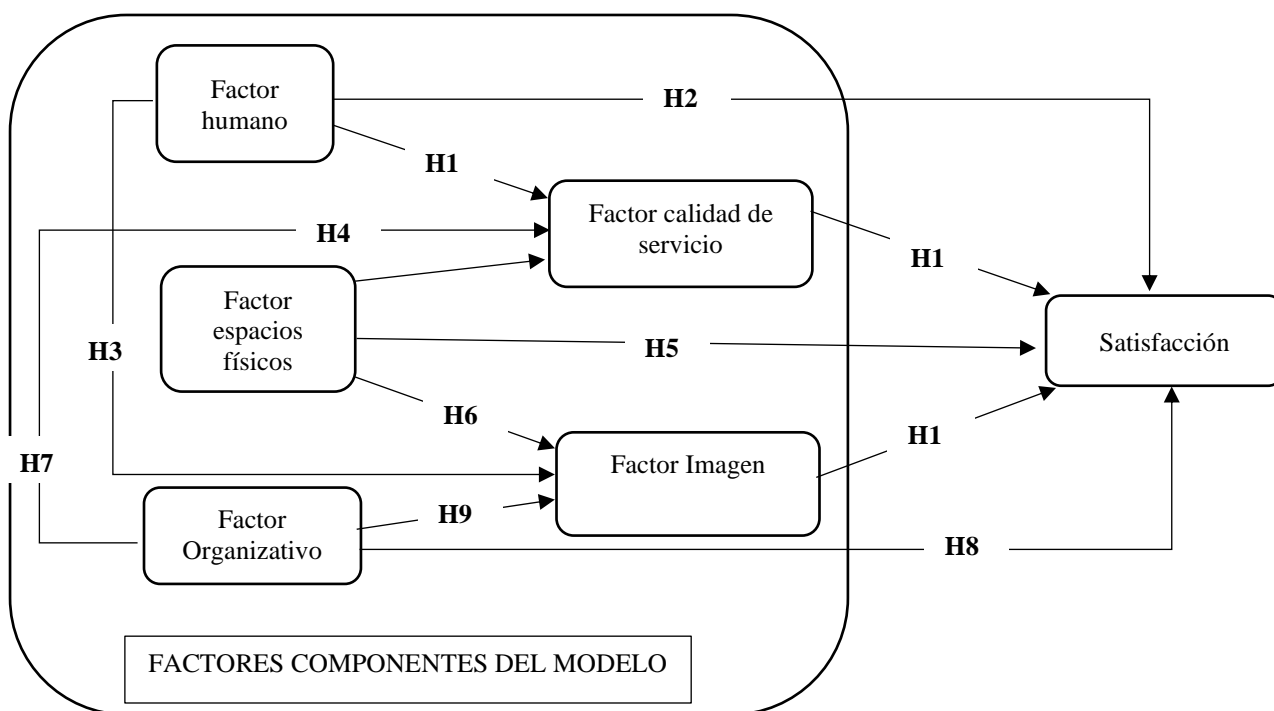 Factor
humano
H2
H1
Factor calidad de
servicio
H4
H1
Factor
espacios
físicos
Satisfacción
H3
H5
H6
H1
Factor Imagen
H7
Factor
Organizativo
H9
H8
FACTORES COMPONENTES DEL MODELO